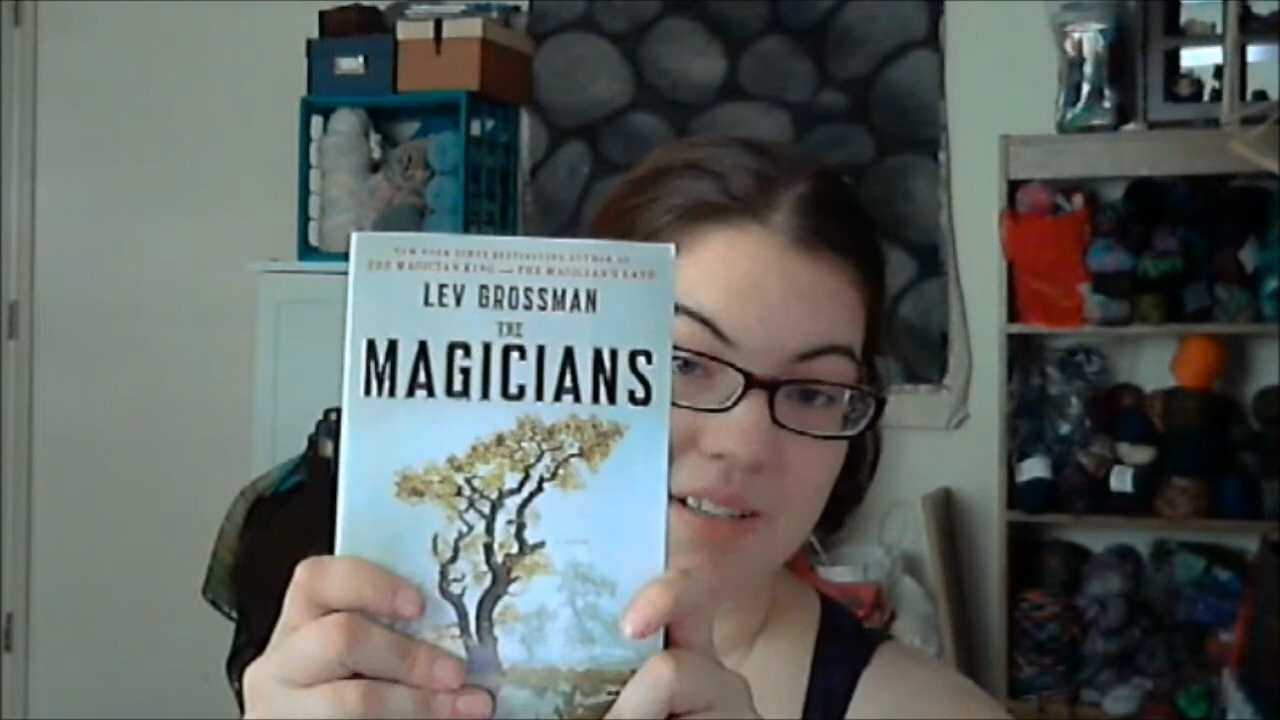 NEW YORK TIMES BESTSELLING AUTHOR OF
THE MAGICIAN KING AND THE MAGICIAN'S LAND
LEV GROSSMAN
THE
MAGICIANS